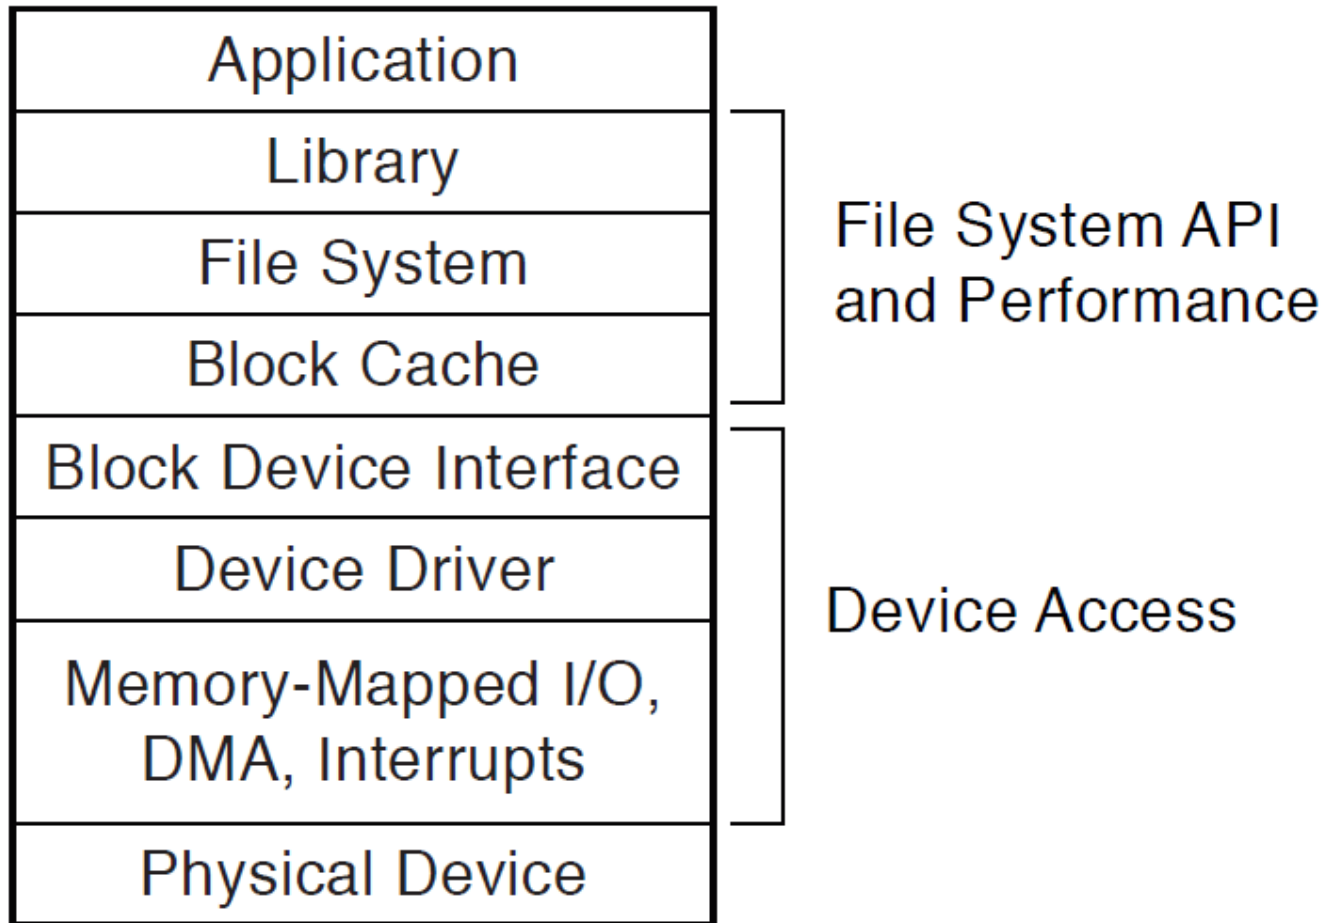 Application
Library
File System
Block Cache
Block Device Interface
Device Driver
Memory-Mapped I/O,
DMA, Interrupts
Physical Device
File System API
and Performance
Device Access